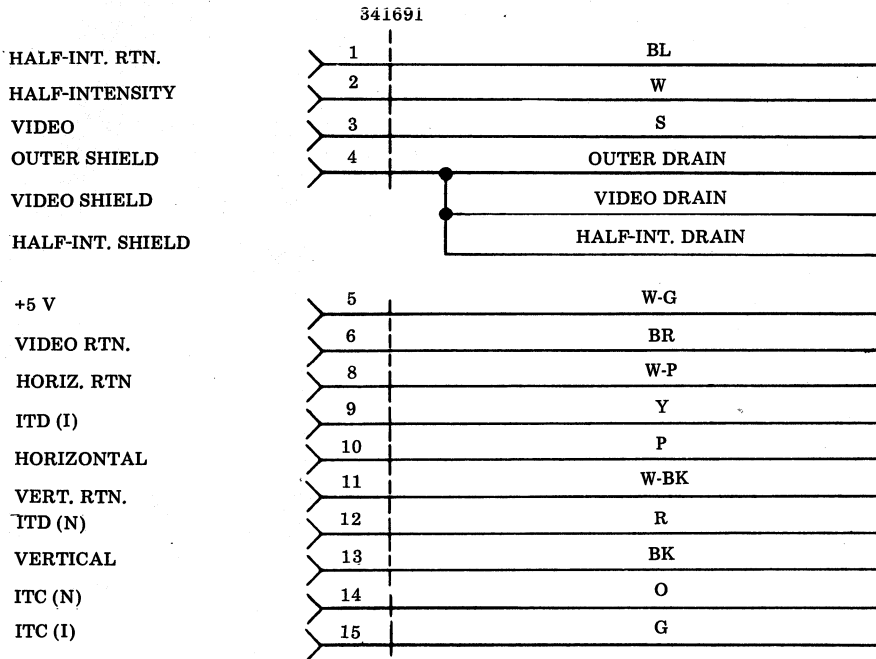 341691
HALF-INT. RTN. 1 BL
HALF-INTENSITY 2 W
VIDEO 3 S
OUTER SHIELD 4 OUTER DRAIN
VIDEO SHIELD VIDEO DRAIN
HALF-INT. SHIELD HALF-INT. DRAIN
+5 V 5 W-G
VIDEO RTN. 6 BR
HORIZ. RTN 8 W-P
ITD (I) 9 Y
HORIZONTAL 10 P
VERT. RTN. 11 W-BK
ITD (N) 12 R
VERTICAL 13 BK
ITC (N) 14 O
ITC (I) 15 G